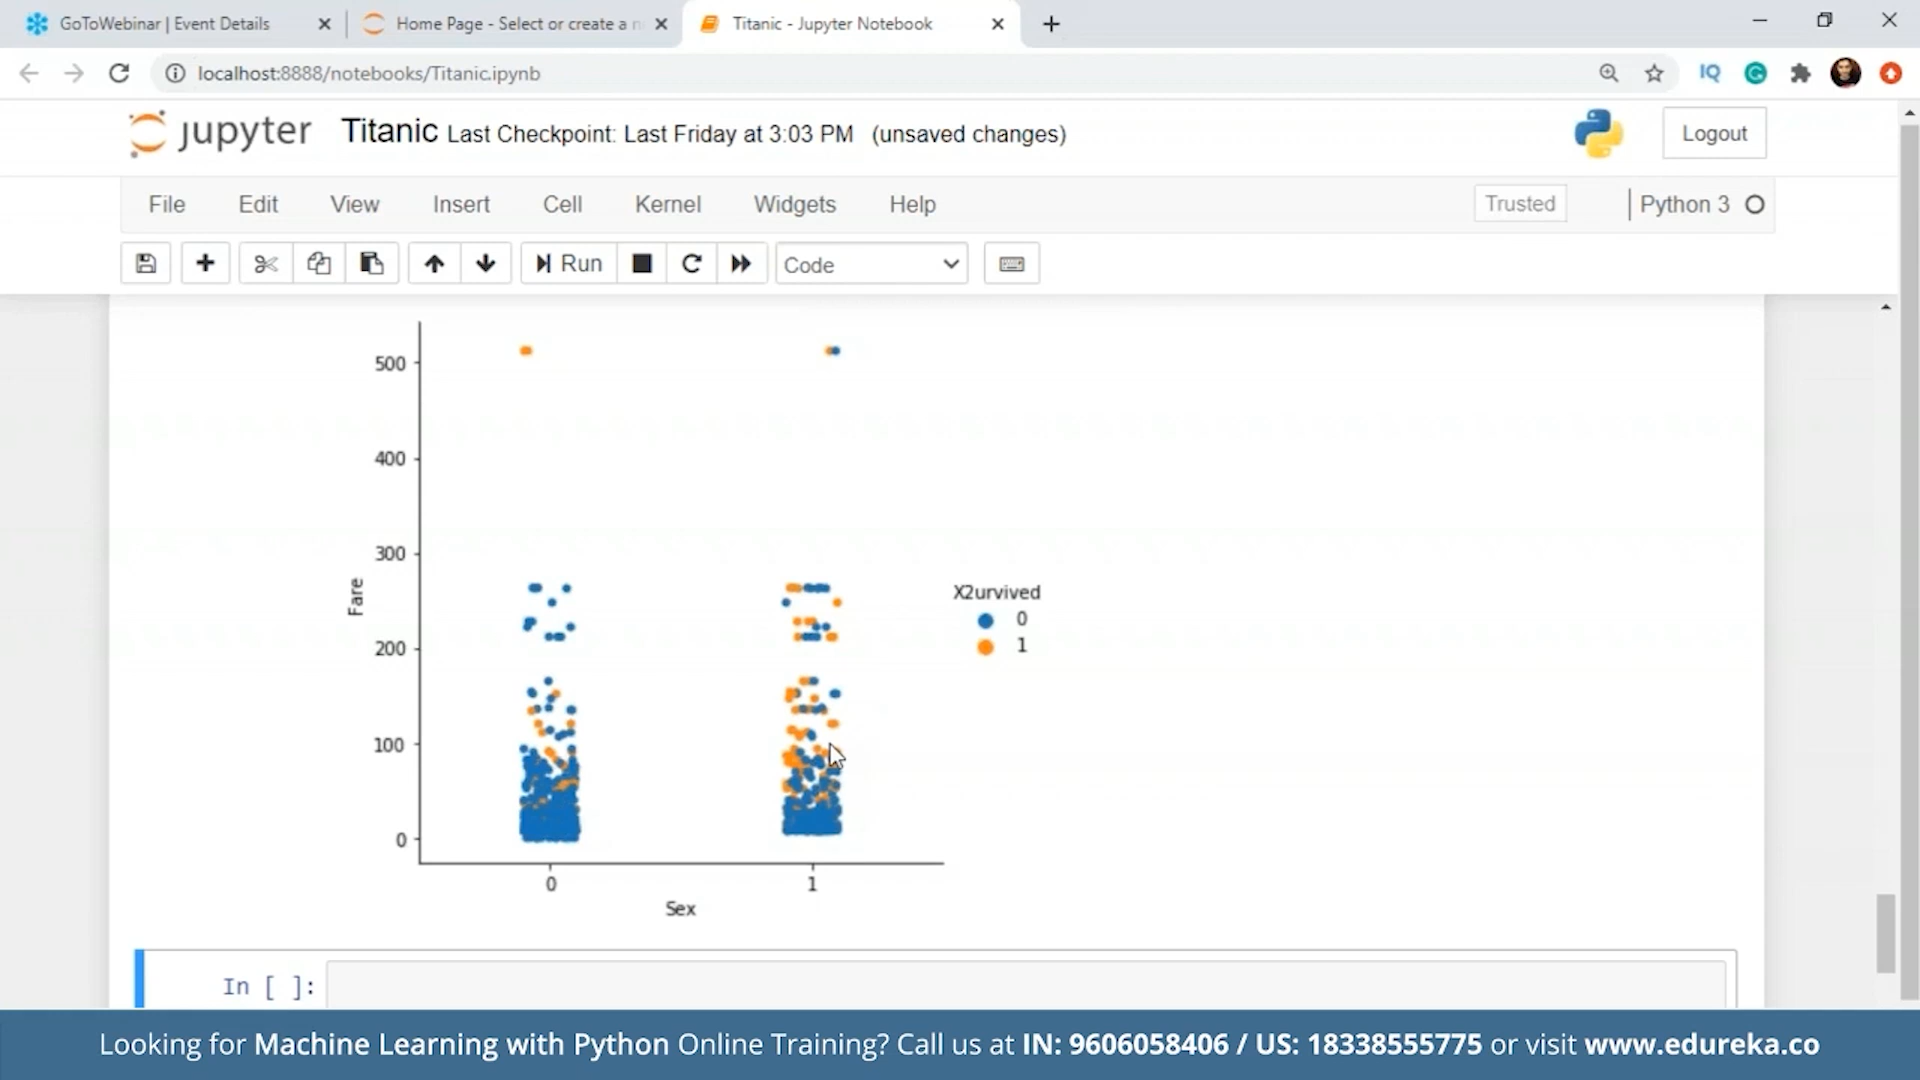 GoToWebinar | Event Details
Home Page - Select or create a n
Titanic - Jupyter Notebook
localhost:8888/notebooks/Titanic.ipynb
IQ
jupyter Titanic Last Checkpoint: Last Friday at 3:03 PM (unsaved changes)
Logout
File Edit View Insert Cell Kernel Widgets Help
Trusted
Python 3
Run
Code
500
400
300
200
100
0
Fare
0 1
Sex
X2urvived
0
1
In [ ]:
Looking for Machine Learning with Python Online Training? Call us at IN: 9606058406 / US: 18338555775 or visit www.edureka.co